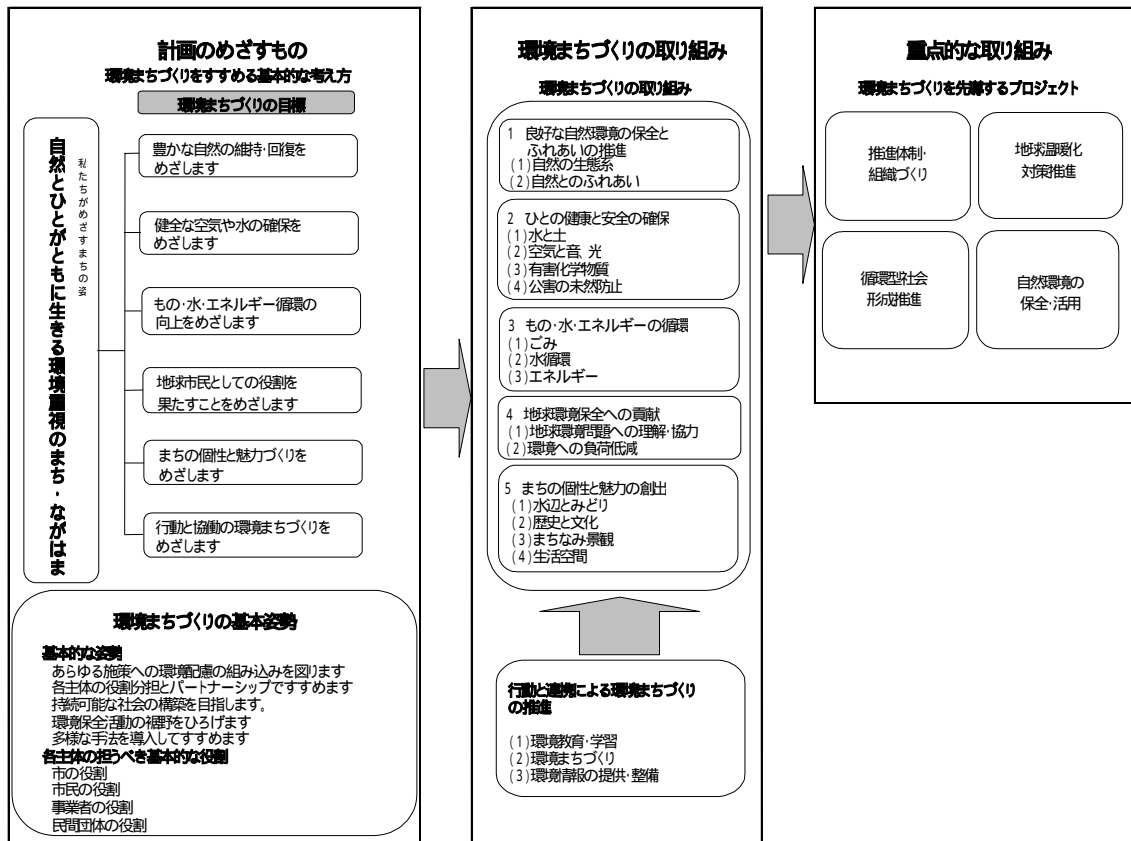 計画のめざすもの
環境まちづくりをすすめる基本的な考え方
環境まちづくりの目標
私たちがめざすまちの姿
自然とひとがともに生きる環境重視のまち・ながはま
豊かな自然の維持・回復を
めざします
健全な空気や水の確保を
めざします
もの・水・エネルギー循環の
向上をめざします
地球市民としての役割を
果たすことをめざします
まちの個性と魅力づくりを
めざします
行動と協働の環境まちづくりを
めざします
環境まちづくりの基本姿勢
基本的な姿勢
あらゆる施策への環境配慮の組み込みを図ります
各主体の役割分担とパートナーシップですすめます
持続可能な社会の構築を目指します。
環境保全活動の裾野をひろげます
多様な手法を導入してすすめます
各主体の担うべき基本的な役割
市の役割
市民の役割
事業者の役割
民間団体の役割
環境まちづくりの取り組み
環境まちづくりの取り組み
1 良好な自然環境の保全と
ふれあいの推進
(1)自然の生態系
(2)自然とのふれあい
2 ひとの健康と安全の確保
(1)水と土
(2)空気と音、光
(3)有害化学物質
(4)公害の未然防止
3 もの・水・エネルギーの循環
(1)ごみ
(2)水循環
(3)エネルギー
4 地球環境保全への貢献
(1)地球環境問題への理解・協力
(2)環境への負荷低減
5 まちの個性と魅力の創出
(1)水辺とみどり
(2)歴史と文化
(3)まちなみ景観
(4)生活空間
行動と連携による環境まちづくり
の推進
(1)環境教育・学習
(2)環境まちづくり
(3)環境情報の提供・整備
重点的な取り組み
環境まちづくりを先導するプロジェクト
推進体制・
組織づくり
地球温暖化
対策推進
循環型社会
形成推進
自然環境の
保全・活用